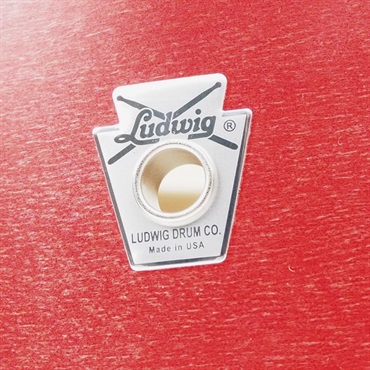 Ludwig ®
LUDWIG DRUM CO.
Made in USA